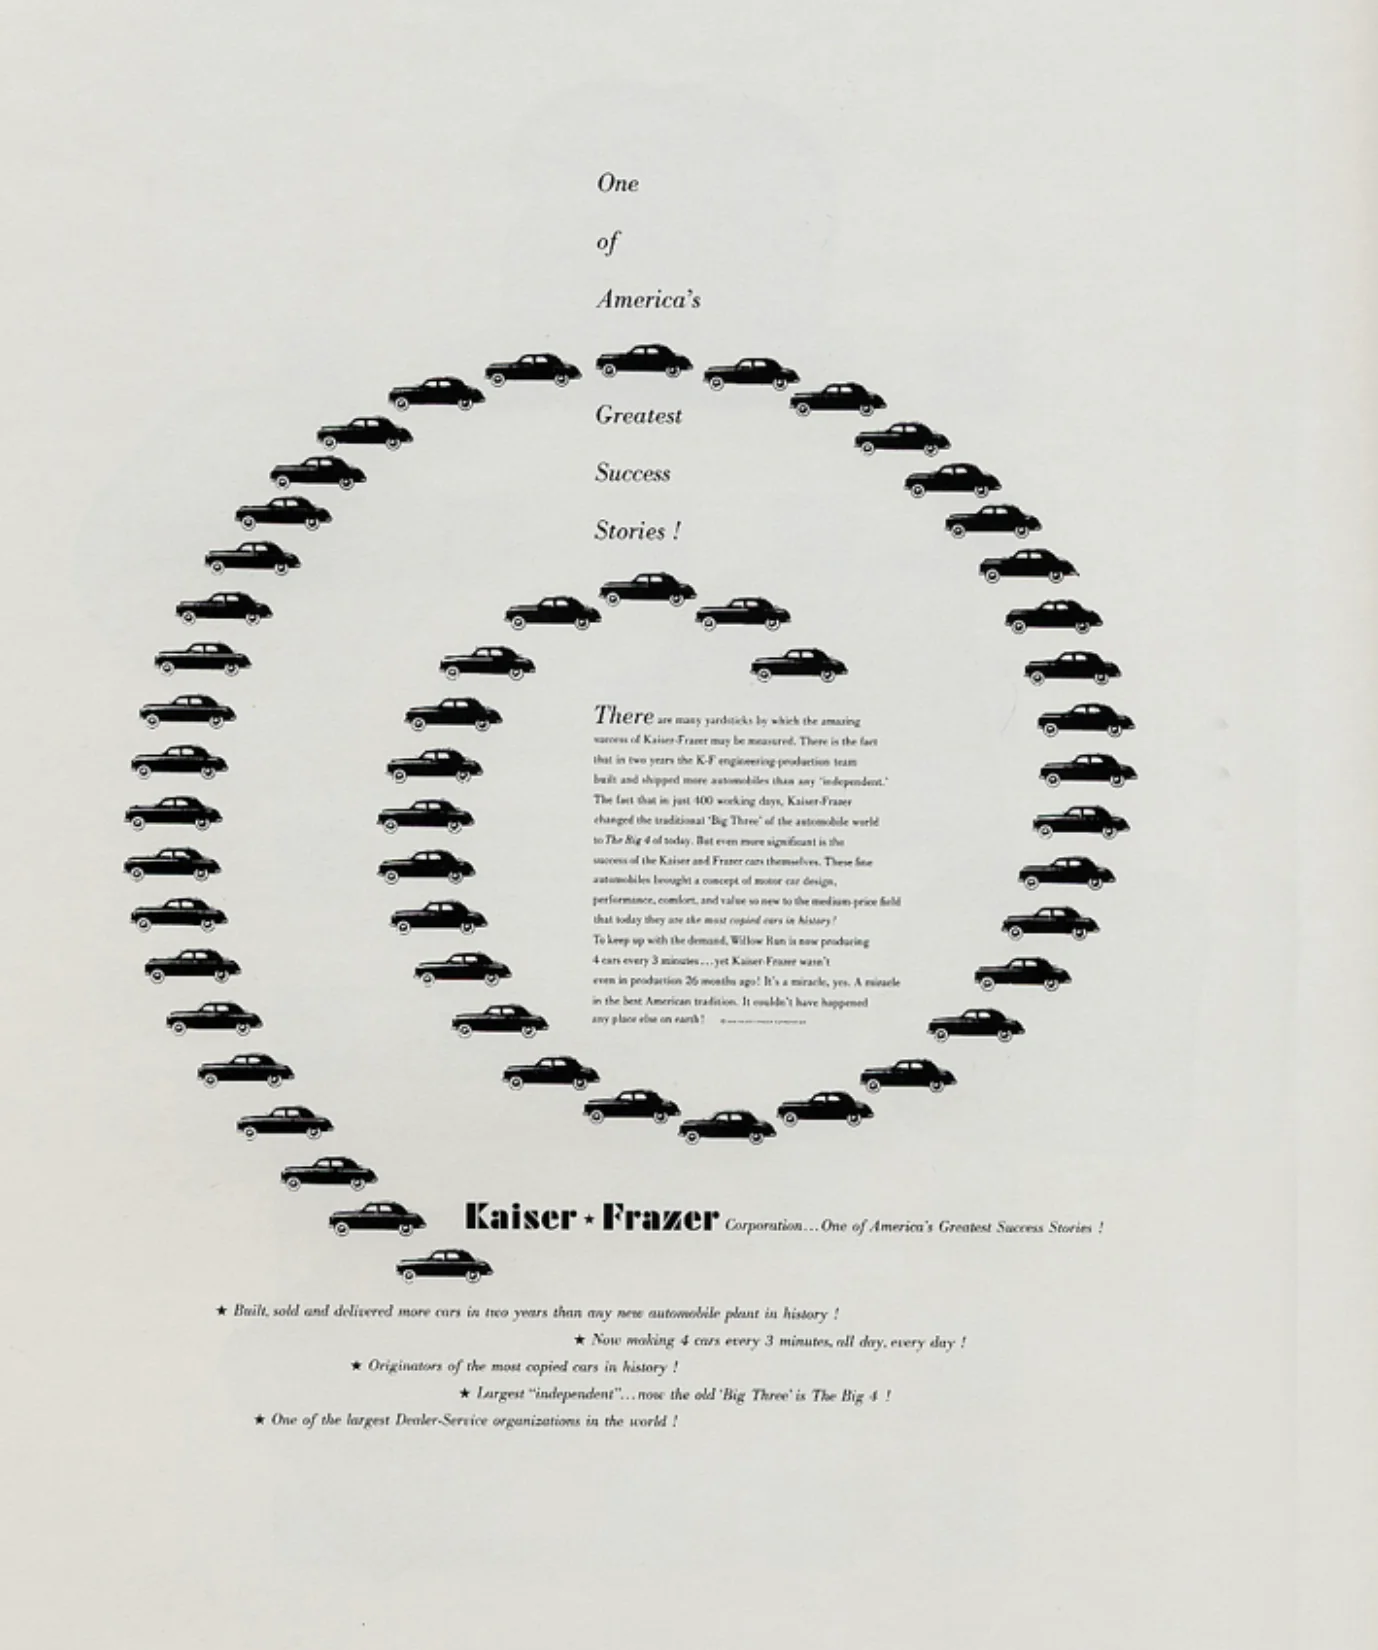 One
of
America's
Greatest
Success
Stories !
There are many yardsticks by which the amazing
success of Kaiser-Frazer may be measured. There is the fact
that in two years the K-F engineering-production team
built and shipped more automobiles than any 'independent.'
The fact that in just 400 working days, Kaiser-Frazer
changed the traditional 'Big Three' of the automobile world
to The Big 4 of today. But even more significant is the
success of the Kaiser and Frazer cars themselves. These fine
automobiles brought a concept of motor car design,
performance, comfort, and value so new to the medium-price field
that today they are the most copied cars in history!
To keep up with the demand, Willow Run is now producing
4 cars every 3 minutes...yet Kaiser-Frazer wasn't
even in production 26 months ago! It's a miracle, yes. A miracle
in the best American tradition. It couldn't have happened
any place else on earth!
Kaiser ★ Frazer Corporation...One of America's Greatest Success Stories !
★ Built, sold and delivered more cars in two years than any new automobile plant in history !
★ Now making 4 cars every 3 minutes, all day, every day !
★ Originators of the most copied cars in history !
★ Largest “independent”...now the old 'Big Three' is The Big 4 !
★ One of the largest Dealer-Service organizations in the world !